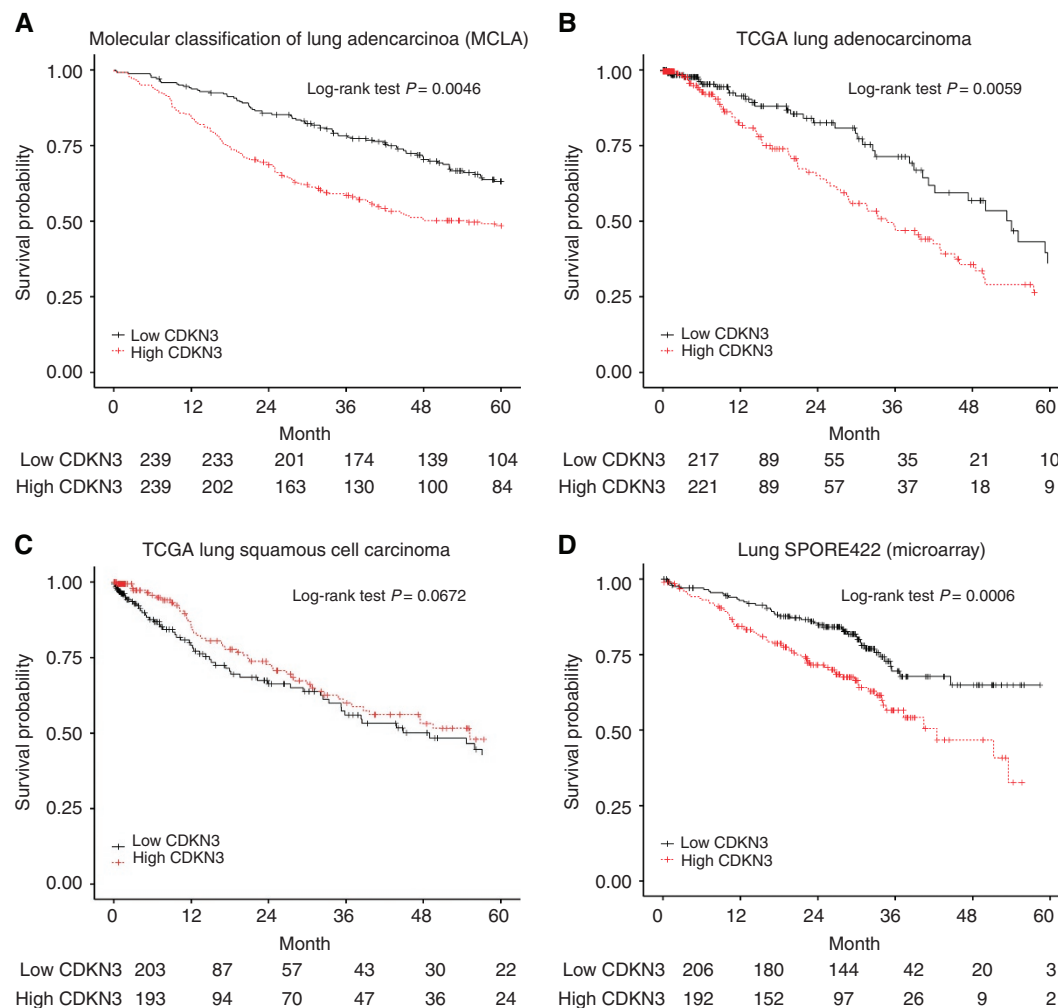 A
Molecular classification of lung adencarcinoa (MCLA)
Log-rank test P = 0.0046
Survival probability
1.00
0.75
0.50
0.25
0.00
Low CDKN3
High CDKN3
0 12 24 36 48 60
Month
Low CDKN3 239 233 201 174 139 104
High CDKN3 239 202 163 130 100 84
B
TCGA lung adenocarcinoma
Log-rank test P = 0.0059
Survival probability
1.00
0.75
0.50
0.25
0.00
Low CDKN3
High CDKN3
0 12 24 36 48 60
Month
Low CDKN3 217 89 55 35 21 10
High CDKN3 221 89 57 37 18 9
C
TCGA lung squamous cell carcinoma
Log-rank test P = 0.0672
Survival probability
1.00
0.75
0.50
0.25
0.00
Low CDKN3
High CDKN3
0 12 24 36 48 60
Month
Low CDKN3 203 87 57 43 30 22
High CDKN3 193 94 70 47 36 24
D
Lung SPORE422 (microarray)
Log-rank test P = 0.0006
Survival probability
1.00
0.75
0.50
0.25
0.00
Low CDKN3
High CDKN3
0 12 24 36 48 60
Month
Low CDKN3 206 180 144 42 20 3
High CDKN3 192 152 97 26 9 2